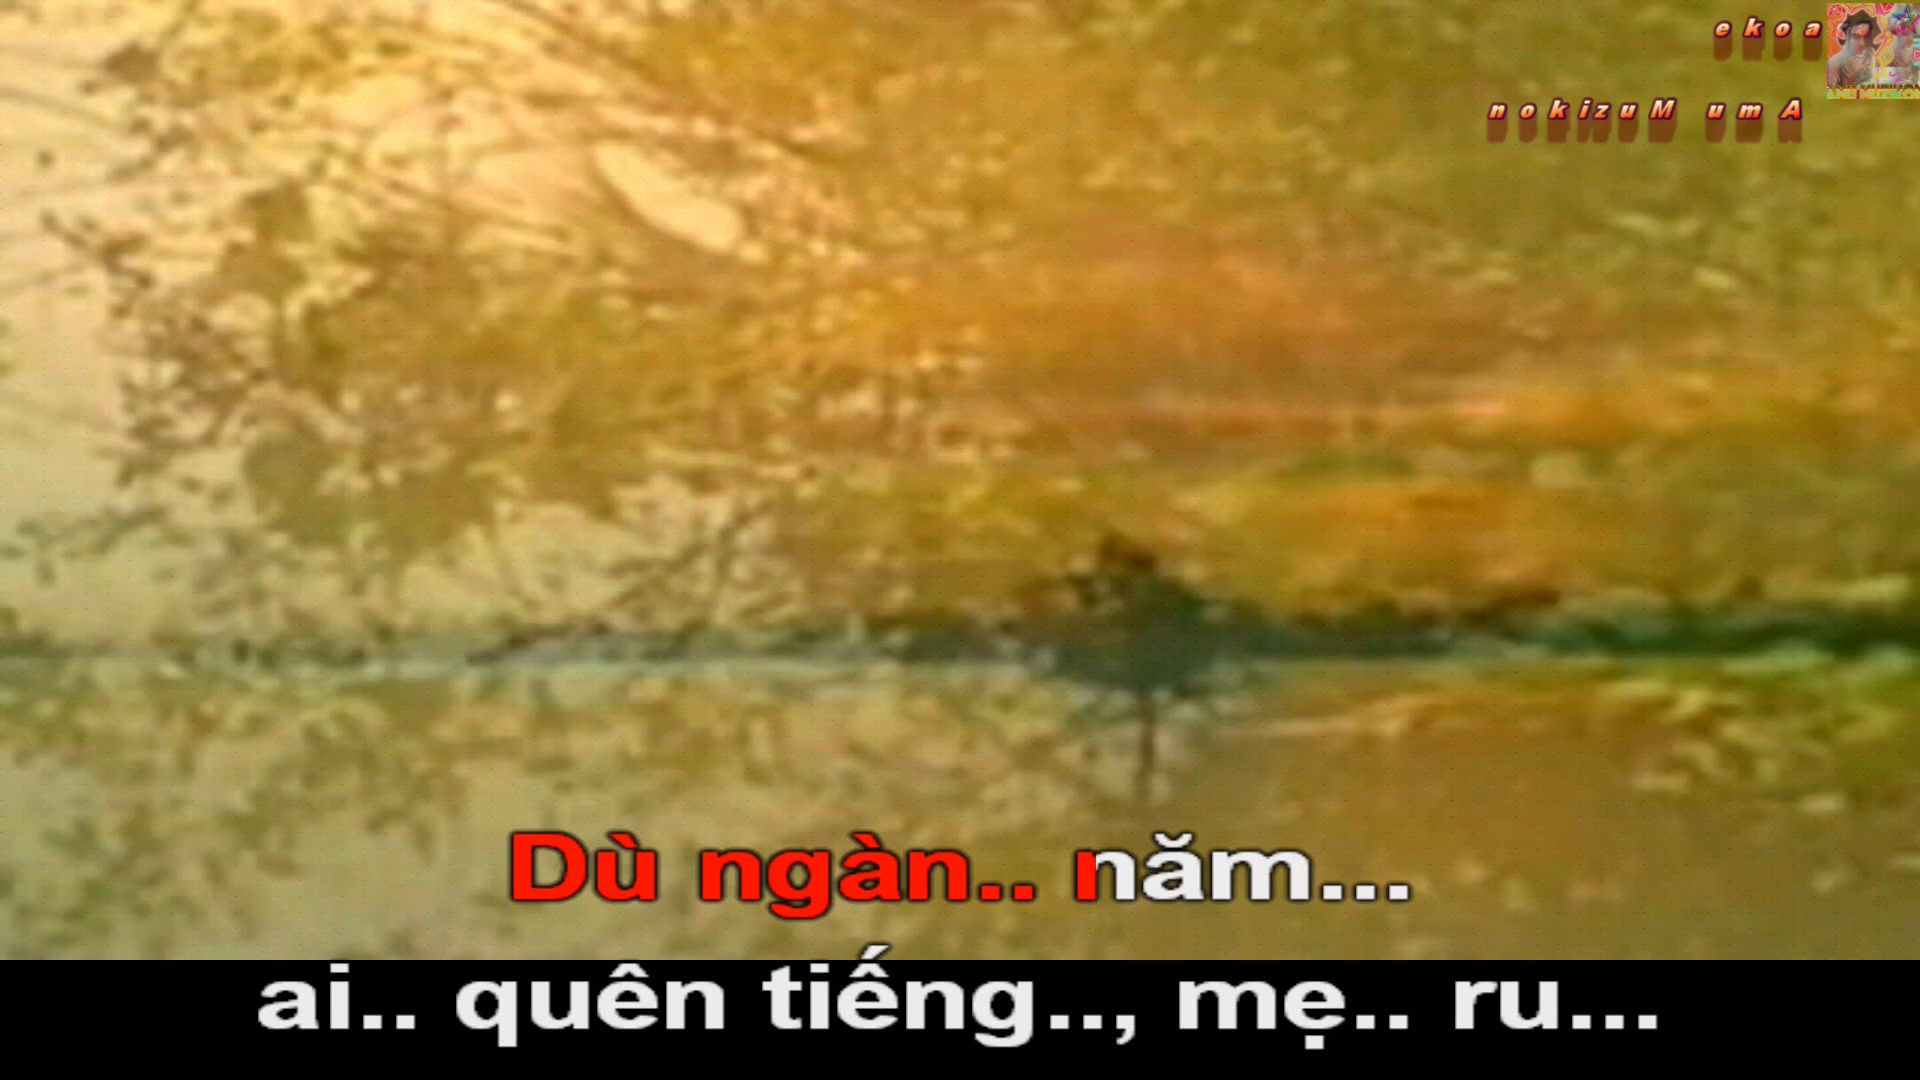 e k o a
n o k i z u M u m A
Dù ngàn.. năm...
ai.. quên tiếng.., mẹ.. ru...